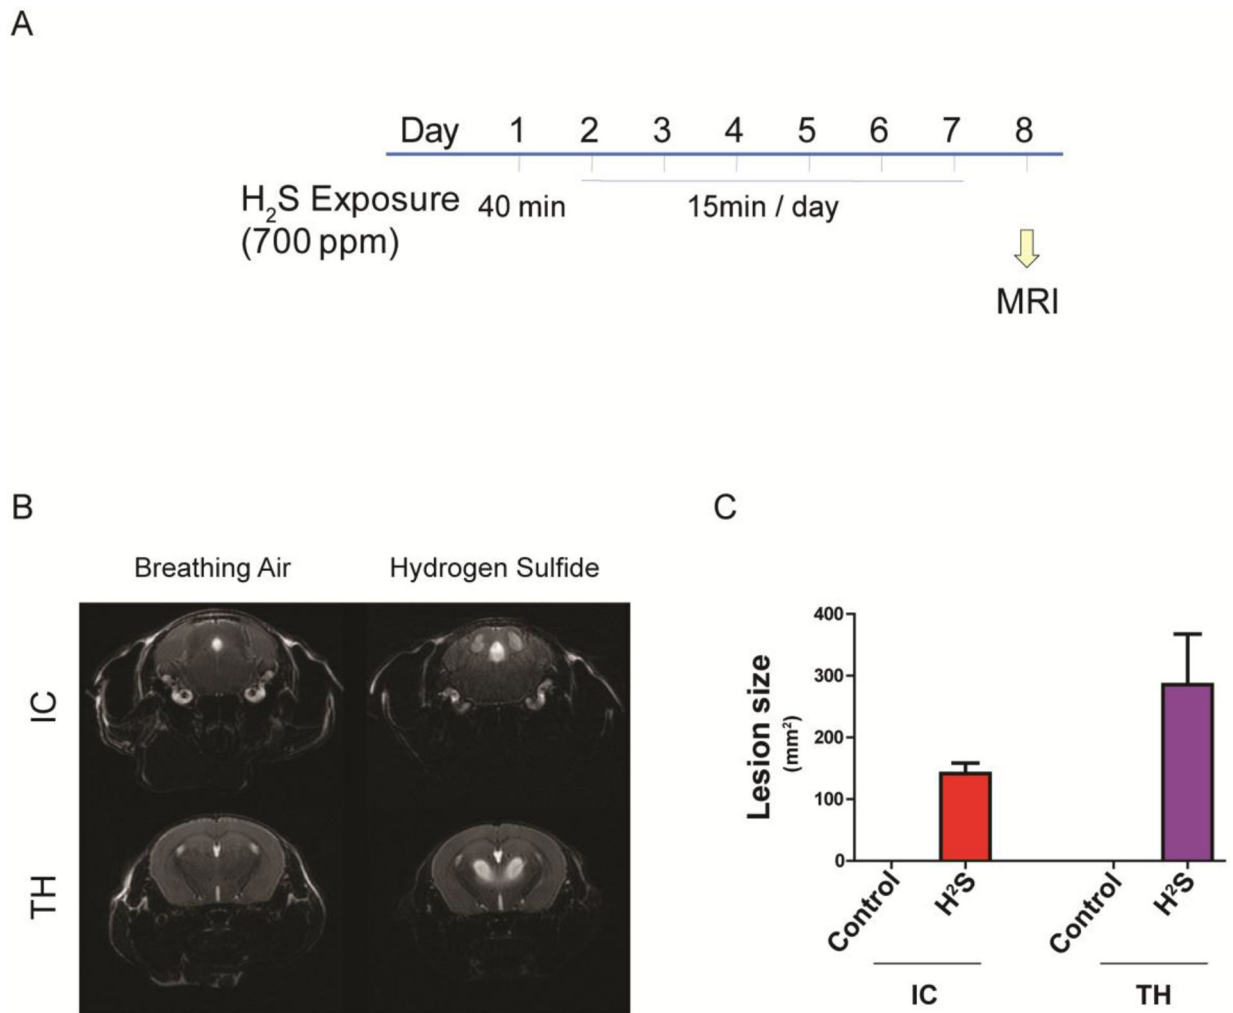 A
Day 1 2 3 4 5 6 7 8
H₂S Exposure 40 min 15min / day
(700 ppm)
MRI
B
Breathing Air Hydrogen Sulfide
IC
TH
C
Lesion size
(mm²)
400
300
200
100
0
Control H²S Control H²S
IC TH